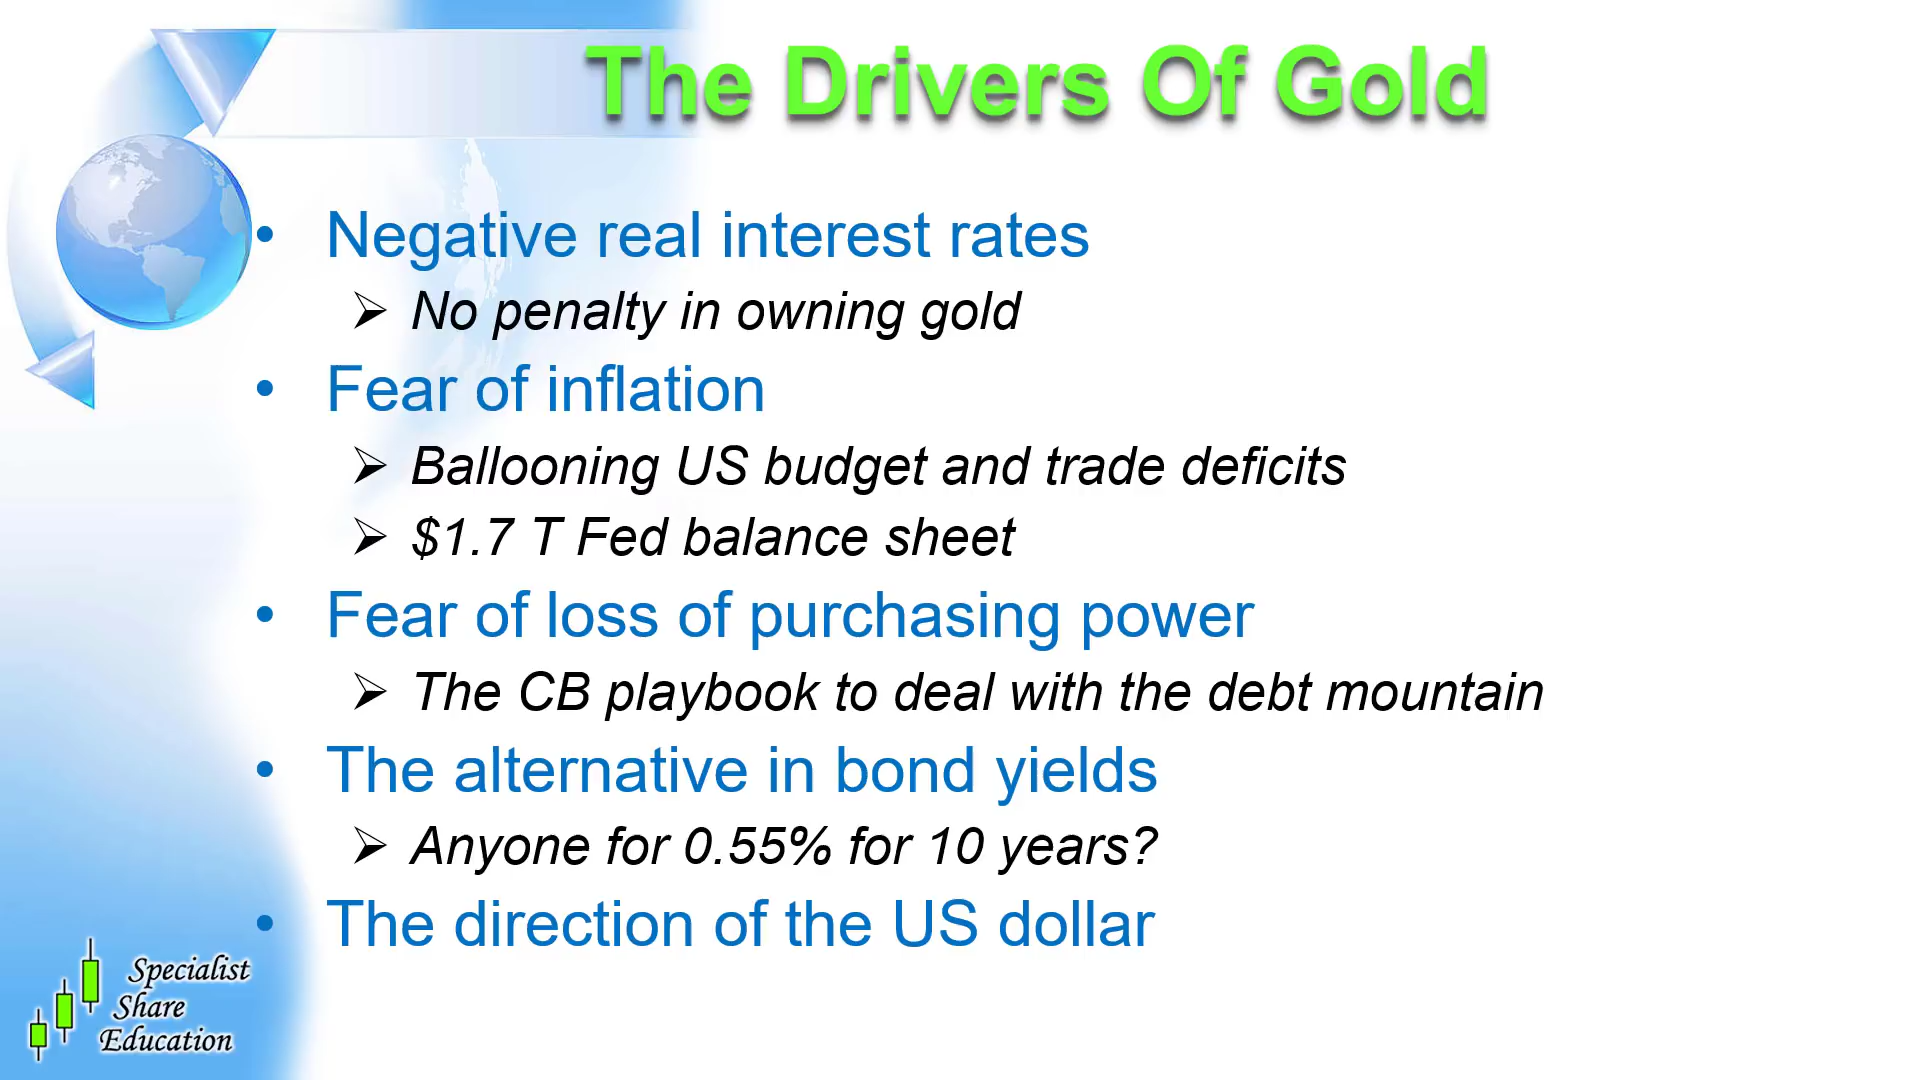 The Drivers Of Gold
• Negative real interest rates
➢ No penalty in owning gold
• Fear of inflation
➢ Ballooning US budget and trade deficits
➢ $1.7 T Fed balance sheet
• Fear of loss of purchasing power
➢ The CB playbook to deal with the debt mountain
• The alternative in bond yields
➢ Anyone for 0.55% for 10 years?
• The direction of the US dollar
Specialist
Share
Education